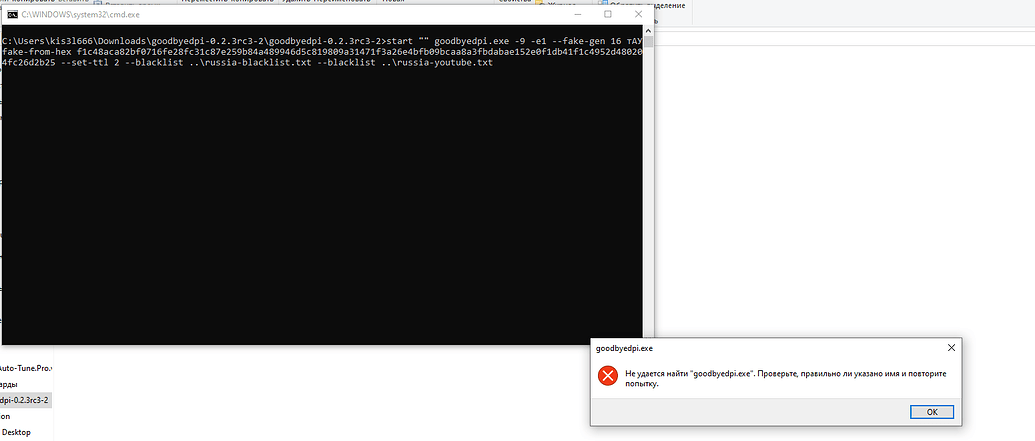 C:\WINDOWS\system32\cmd.exe
C:\Users\kis3l666\Downloads\goodbyedpi-0.2.3rc3-2\goodbyedpi-0.2.3rc3-2>start "" goodbyedpi.exe -9 -e1 --fake-gen 16 тАУ
fake-from-hex f1c48aca82bf0716fe28fc31c87e259b84a489946d5c819809a31471f3a26e4bfb09bcaa8a3fbdabae152e0f1db41f1c4952d48020
4fc26d2b25 --set-ttl 2 --blacklist ..\russia-blacklist.txt --blacklist ..\russia-youtube.txt
goodbyedpi.exe
Не удается найти "goodbyedpi.exe". Проверьте, правильно ли указано имя и повторите
попытку.
OK
Auto-Tune.Pro.
арды
dpi-0.2.3rc3-2
on
Desktop